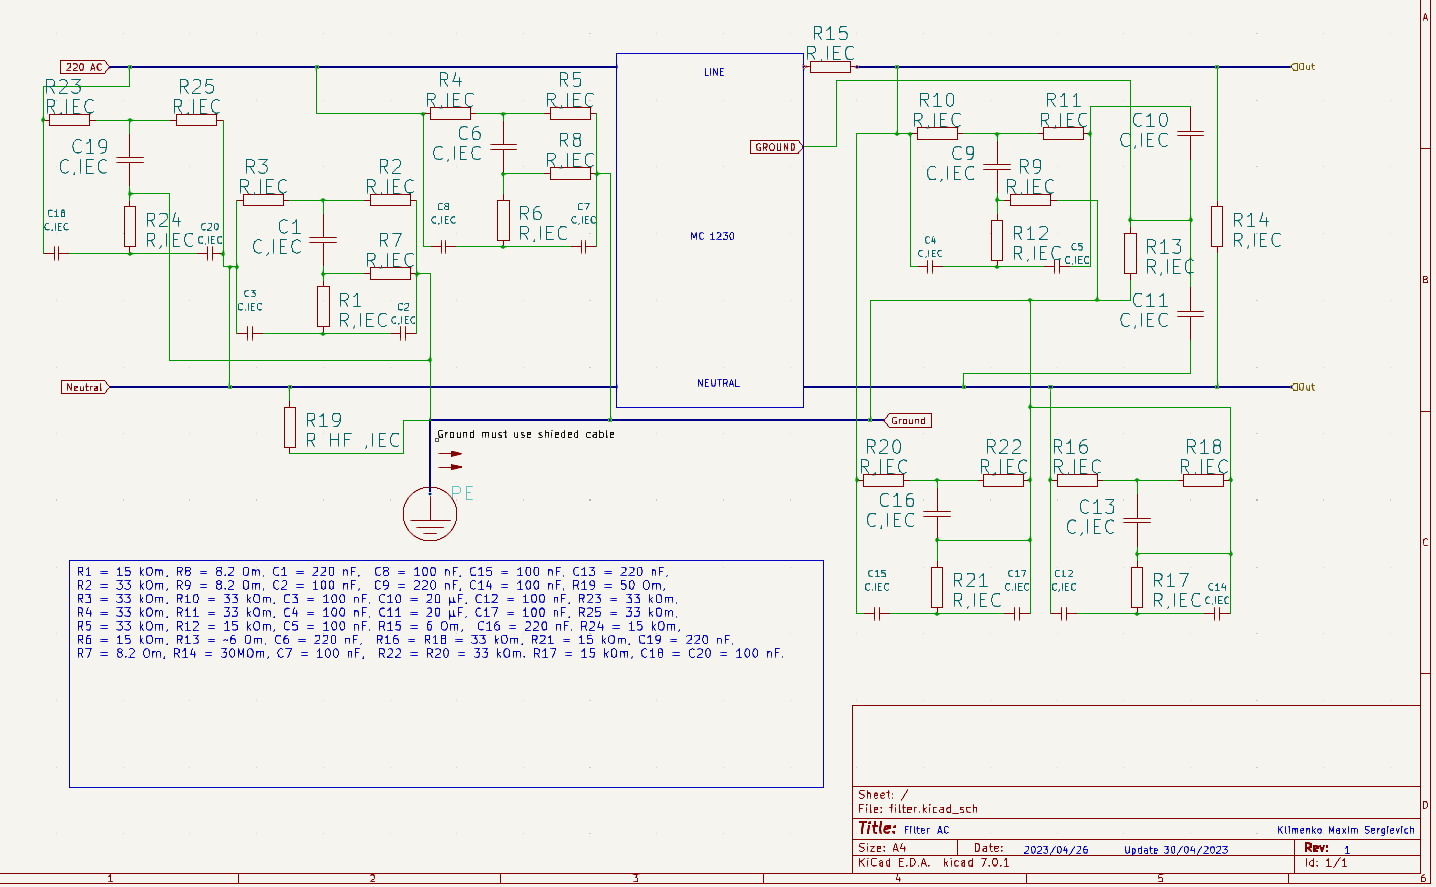 A
R15
R,IEC
220 AC
LINE
Out
R23
R,IEC
R25
R,IEC
R4
R,IEC
R5
R,IEC
R10
R,IEC
R11
R,IEC
C10
C,IEC
C19
C,IEC
C6
C,IEC
R8
R,IEC
GROUND
C9
C,IEC
R9
R,IEC
R3
R,IEC
R2
R,IEC
C18
C,IEC
R24
R,IEC
C20
C,IEC
C1
C,IEC
C8
C,IEC
R6
R,IEC
C7
C,IEC
MC 1230
R12
R,IEC
C4
C,IEC
C5
C,IEC
R13
R,IEC
R14
R,IEC
R7
R,IEC
B
C3
C,IEC
R1
R,IEC
C2
C,IEC
C11
C,IEC
Neutral
NEUTRAL
Out
R19
R HF ,IEC
Ground
Ground must use shieded cable
PE
R20
R,IEC
R22
R,IEC
R16
R,IEC
R18
R,IEC
C16
C,IEC
C13
C,IEC
C
C15
C,IEC
R21
R,IEC
C17
C,IEC
C12
C,IEC
R17
R,IEC
C14
C,IEC
R1 = 15 kOm, R8 = 8.2 Om, C1 = 220 nF, C8 = 100 nF, C15 = 100 nF, C13 = 220 nF,
R2 = 33 kOm, R9 = 8.2 Om, C2 = 100 nF, C9 = 220 nF, C14 = 100 nF, R19 = 50 Om,
R3 = 33 kOm, R10 = 33 kOm, C3 = 100 nF, C10 = 20 µF, C12 = 100 nF, R23 = 33 kOm,
R4 = 33 kOm, R11 = 33 kOm, C4 = 100 nF, C11 = 20 µF, C17 = 100 nF, R25 = 33 kOm,
R5 = 33 kOm, R12 = 15 kOm, C5 = 100 nF. R15 = 6 Om, C16 = 220 nF. R24 = 15 kOm,
R6 = 15 kOm, R13 = ~6 Om, C6 = 220 nF, R16 = R18 = 33 kOm, R21 = 15 kOm, C19 = 220 nF,
R7 = 8.2 Om, R14 = 30MOm, C7 = 100 nF, R22 = R20 = 33 kOm. R17 = 15 kOm, C18 = C20 = 100 nF.
Sheet: /
File: filter.kicad_sch
D
Title: Filter AC
Klimenko Maxim Sergievich
Size: A4
Date: 2023/04/26
Update 30/04/2023
Rev: 1
KiCad E.D.A. kicad 7.0.1
Id: 1/1
1
2
3
4
5
6